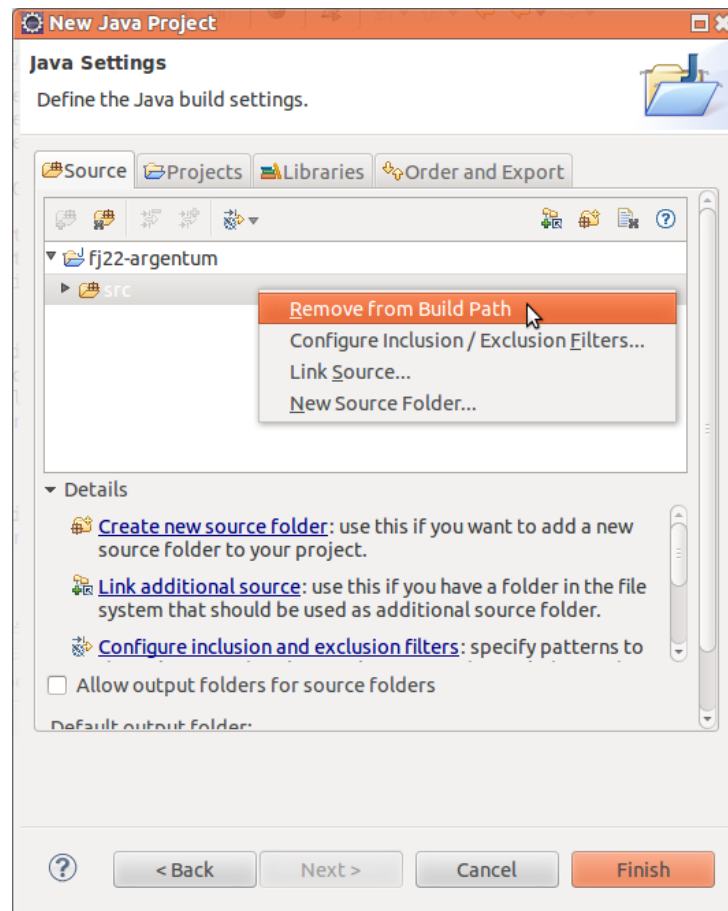 New Java Project
Java Settings
Define the Java build settings.
Source Projects Libraries Order and Export
fj22-argentum
src
Remove from Build Path
Configure Inclusion / Exclusion Filters...
Link Source...
New Source Folder...
Details
Create new source folder: use this if you want to add a new
source folder to your project.
Link additional source: use this if you have a folder in the file
system that should be used as additional source folder.
Configure inclusion and exclusion filters: specify patterns to
Allow output folders for source folders
Default output folder:
< Back Next > Cancel Finish